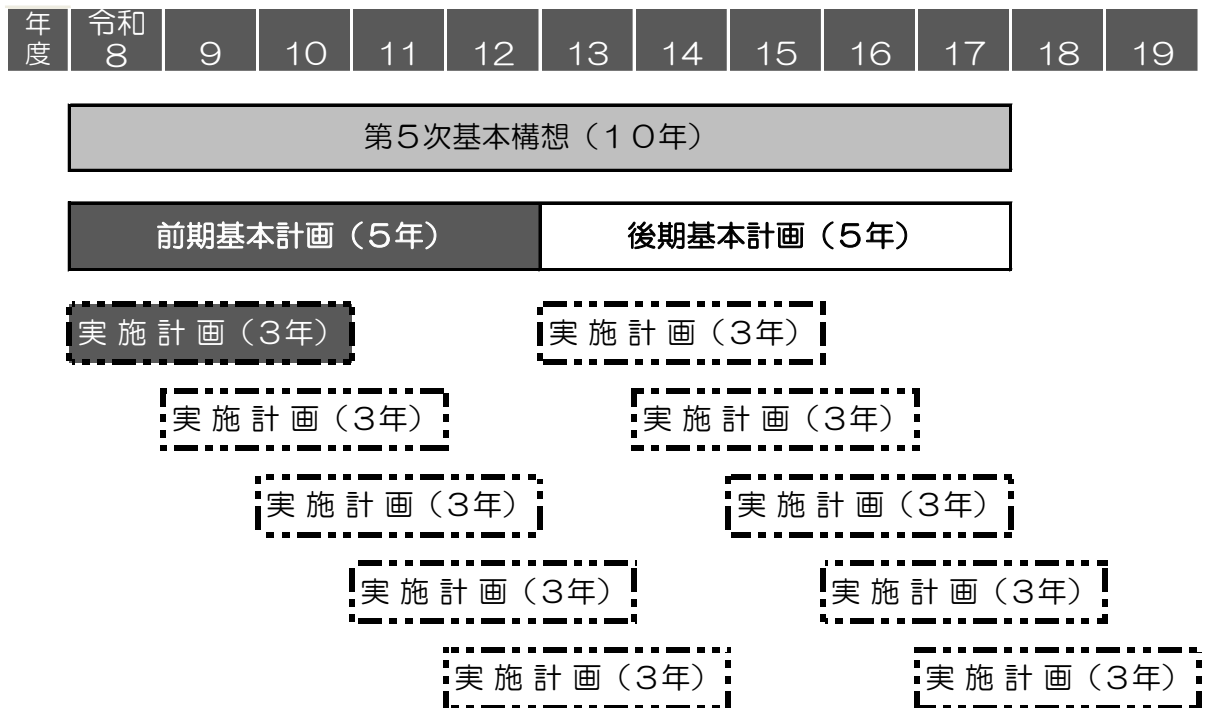 年度 令和8 9 10 11 12 13 14 15 16 17 18 19
第5次基本構想（10年）
前期基本計画（5年） 後期基本計画（5年）
実施計画（3年） 実施計画（3年）
実施計画（3年） 実施計画（3年）
実施計画（3年） 実施計画（3年）
実施計画（3年） 実施計画（3年）
実施計画（3年） 実施計画（3年）